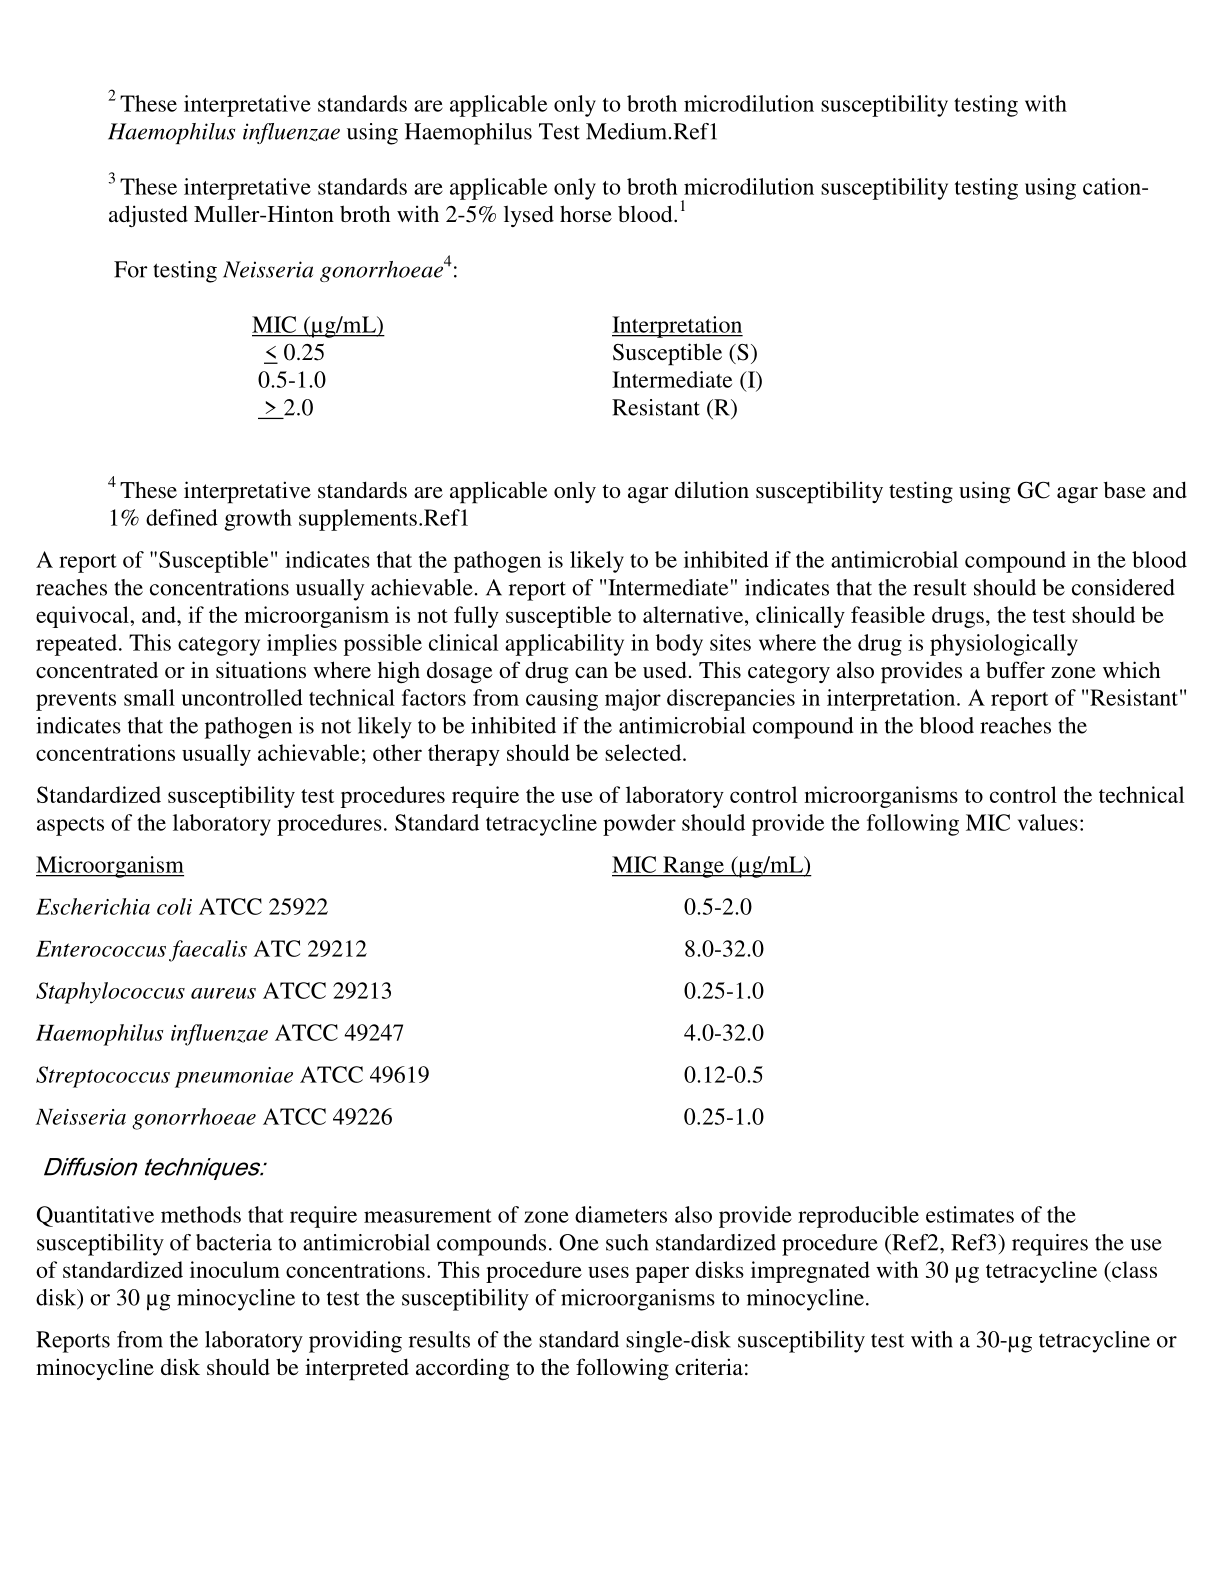 2 These interpretative standards are applicable only to broth microdilution susceptibility testing with
Haemophilus influenzae using Haemophilus Test Medium.Ref1
3 These interpretative standards are applicable only to broth microdilution susceptibility testing using cation-
adjusted Muller-Hinton broth with 2-5% lysed horse blood.1
For testing Neisseria gonorrhoeae4:
MIC (µg/mL) Interpretation
≤ 0.25 Susceptible (S)
0.5-1.0 Intermediate (I)
≥ 2.0 Resistant (R)
4 These interpretative standards are applicable only to agar dilution susceptibility testing using GC agar base and
1% defined growth supplements.Ref1
A report of "Susceptible" indicates that the pathogen is likely to be inhibited if the antimicrobial compound in the blood
reaches the concentrations usually achievable. A report of "Intermediate" indicates that the result should be considered
equivocal, and, if the microorganism is not fully susceptible to alternative, clinically feasible drugs, the test should be
repeated. This category implies possible clinical applicability in body sites where the drug is physiologically
concentrated or in situations where high dosage of drug can be used. This category also provides a buffer zone which
prevents small uncontrolled technical factors from causing major discrepancies in interpretation. A report of "Resistant"
indicates that the pathogen is not likely to be inhibited if the antimicrobial compound in the blood reaches the
concentrations usually achievable; other therapy should be selected.
Standardized susceptibility test procedures require the use of laboratory control microorganisms to control the technical
aspects of the laboratory procedures. Standard tetracycline powder should provide the following MIC values:
Microorganism MIC Range (µg/mL)
Escherichia coli ATCC 25922 0.5-2.0
Enterococcus faecalis ATC 29212 8.0-32.0
Staphylococcus aureus ATCC 29213 0.25-1.0
Haemophilus influenzae ATCC 49247 4.0-32.0
Streptococcus pneumoniae ATCC 49619 0.12-0.5
Neisseria gonorrhoeae ATCC 49226 0.25-1.0
Diffusion techniques:
Quantitative methods that require measurement of zone diameters also provide reproducible estimates of the
susceptibility of bacteria to antimicrobial compounds. One such standardized procedure (Ref2, Ref3) requires the use
of standardized inoculum concentrations. This procedure uses paper disks impregnated with 30 µg tetracycline (class
disk) or 30 µg minocycline to test the susceptibility of microorganisms to minocycline.
Reports from the laboratory providing results of the standard single-disk susceptibility test with a 30-µg tetracycline or
minocycline disk should be interpreted according to the following criteria: